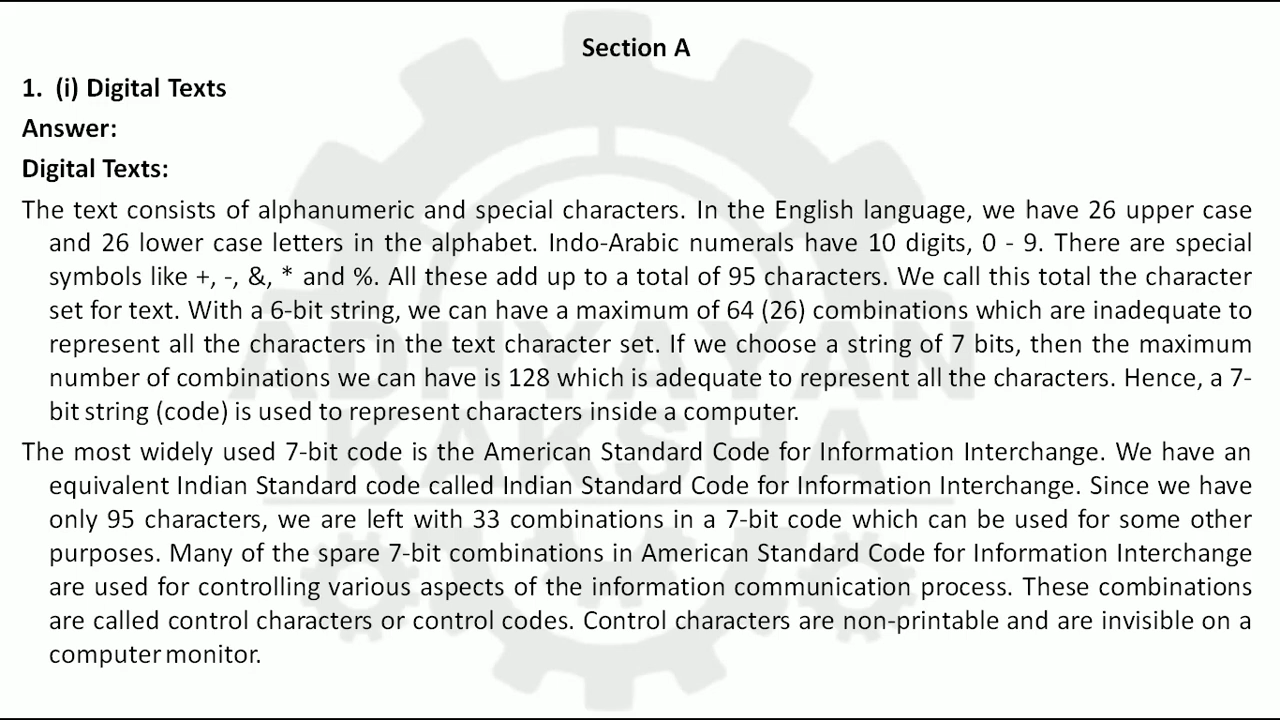 Section A
1. (i) Digital Texts
Answer:
Digital Texts:
The text consists of alphanumeric and special characters. In the English language, we have 26 upper case
and 26 lower case letters in the alphabet. Indo-Arabic numerals have 10 digits, 0 - 9. There are special
symbols like +, -, &, * and %. All these add up to a total of 95 characters. We call this total the character
set for text. With a 6-bit string, we can have a maximum of 64 (26) combinations which are inadequate to
represent all the characters in the text character set. If we choose a string of 7 bits, then the maximum
number of combinations we can have is 128 which is adequate to represent all the characters. Hence, a 7-
bit string (code) is used to represent characters inside a computer.
The most widely used 7-bit code is the American Standard Code for Information Interchange. We have an
equivalent Indian Standard code called Indian Standard Code for Information Interchange. Since we have
only 95 characters, we are left with 33 combinations in a 7-bit code which can be used for some other
purposes. Many of the spare 7-bit combinations in American Standard Code for Information Interchange
are used for controlling various aspects of the information communication process. These combinations
are called control characters or control codes. Control characters are non-printable and are invisible on a
computer monitor.
ADHYAYAN
KAKSHA